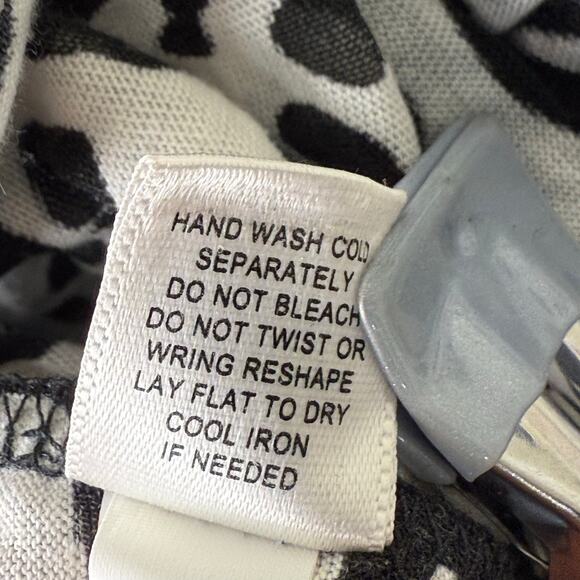 HAND WASH COLD
SEPARATELY
DO NOT BLEACH
DO NOT TWIST OR
WRING RESHAPE
LAY FLAT TO DRY
COOL IRON
IF NEEDED